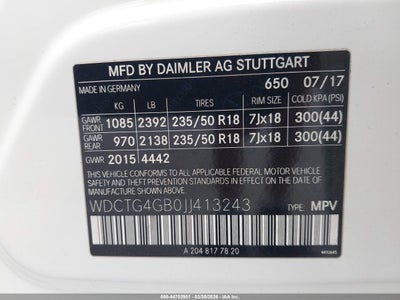 MFD BY DAIMLER AG STUTTGART
MADE IN GERMANY 650 07/17
KG LB TIRES RIM SIZE COLD KPA (PSI)
GAWR FRONT 1085 2392 235/50 R18 7Jx18 300(44)
GAWR REAR 970 2138 235/50 R18 7Jx18 300(44)
GVWR 2015 4442
THIS VEHICLE CONFORMS TO ALL APPLICABLE FEDERAL MOTOR VEHICLE
SAFETY AND THEFT PREVENTION STANDARDS IN EFFECT ON THE DATE OF
MANUFACTURE SHOWN ABOVE.
WDCTG4GB0JJ413243 TYPE: MPV
A 204 817 78 20